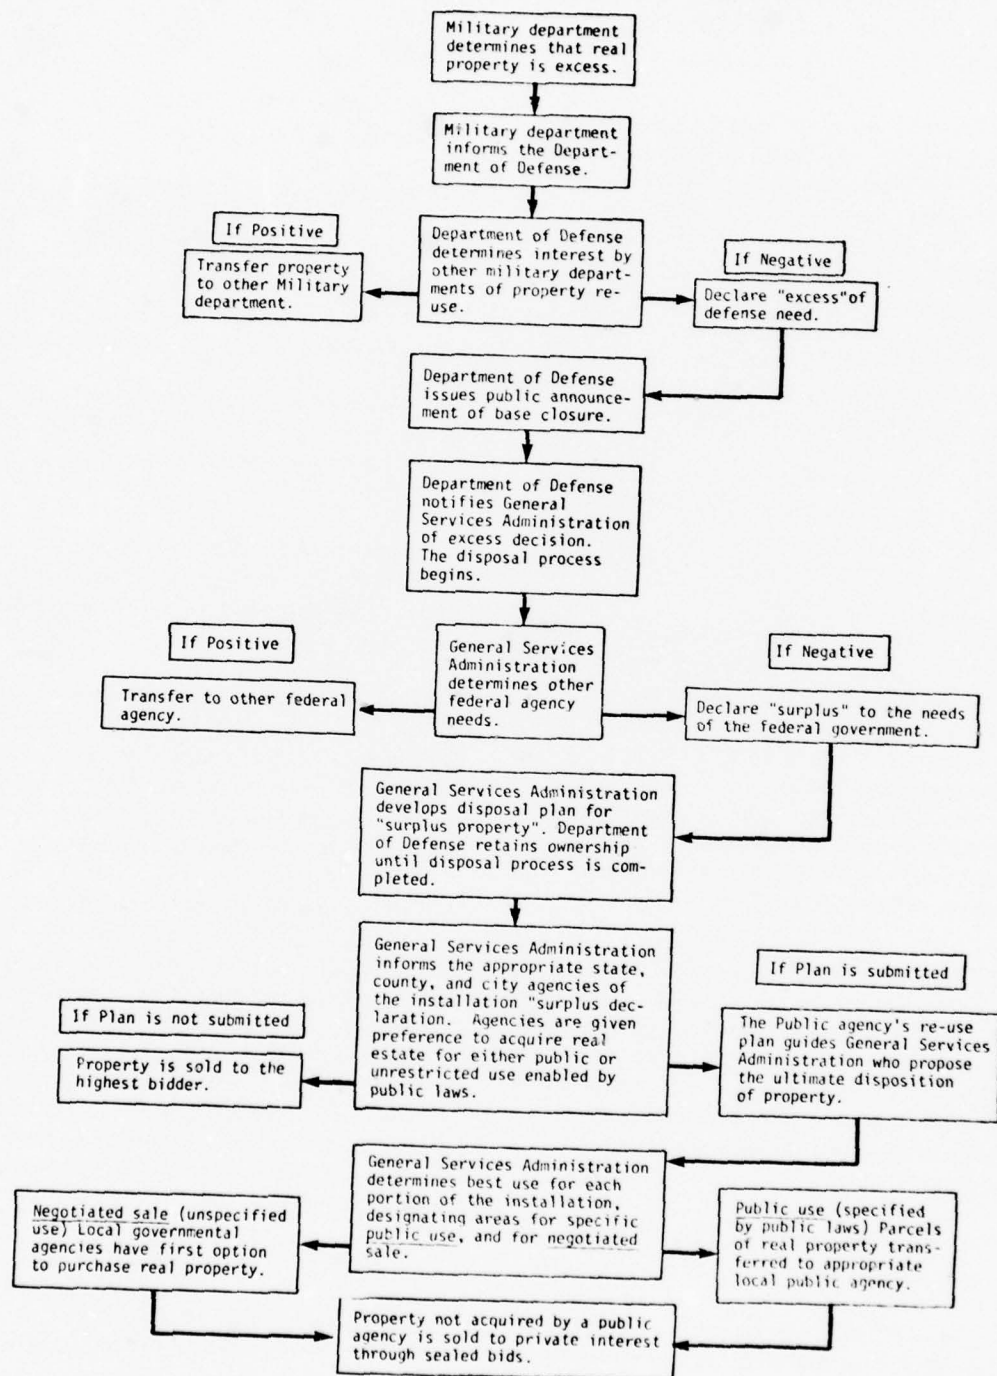 Military department
determines that real
property is excess.
Military department
informs the Depart-
ment of Defense.
If Positive
Transfer property
to other Military
department.
Department of Defense
determines interest by
other military depart-
ments of property re-
use.
If Negative
Declare "excess"of
defense need.
Department of Defense
issues public announce-
ment of base closure.
Department of Defense
notifies General
Services Administration
of excess decision.
The disposal process
begins.
If Positive
Transfer to other federal
agency.
General Services
Administration
determines other
federal agency
needs.
If Negative
Declare "surplus" to the needs
of the federal government.
General Services Administration
develops disposal plan for
"surplus property". Department
of Defense retains ownership
until disposal process is com-
pleted.
General Services Administration
informs the appropriate state,
county, and city agencies of
the installation "surplus dec-
laration. Agencies are given
preference to acquire real
estate for either public or
unrestricted use enabled by
public laws.
If Plan is not submitted
Property is sold to the
highest bidder.
If Plan is submitted
The Public agency's re-use
plan guides General Services
Administration who propose
the ultimate disposition
of property.
General Services Administration
determines best use for each
portion of the installation,
designating areas for specific
public use, and for negotiated
sale.
Negotiated sale (unspecified
use) Local governmental
agencies have first option
to purchase real property.
Public use (specified
by public laws) Parcels
of real property trans-
ferred to appropriate
local public agency.
Property not acquired by a public
agency is sold to private interest
through sealed bids.